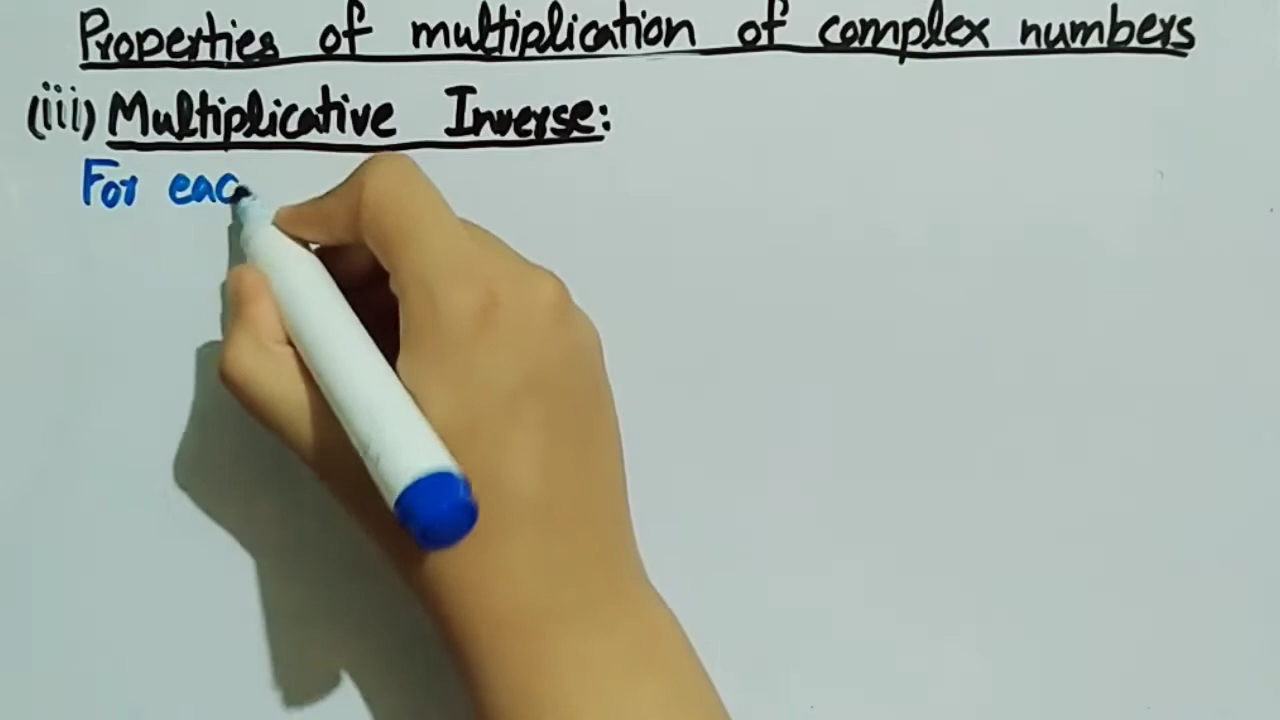 Properties of multiplication of complex numbers
(iii) Multiplicative Inverse:
For eac